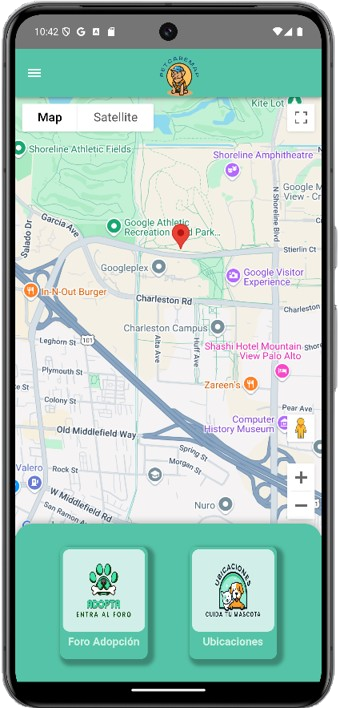 10:42
PETCAREMAP
Kite Lot
Map
Satellite
Shoreline Athletic Fields
Shoreline Amphitheatre
Google M
View - Cr
N Shoreline Blvd
Salado Dr
Garcia Ave
Google Athletic
Recreation Field Park...
Stierlin Ct
Googleplex
Google Visitor
Experience
In-N-Out Burger
Charleston Rd
Charleston
101
Charleston Campus
Alta Ave
Huff Ave
Leghorn St
Shashi Hotel Mountain
View Palo Alto
Shor
Plymouth St
Zareen's
Colony St
Pear Ave
Computer
History Museum
Old Middlefield Way
Spring St
Morgan St
Valero
Rock St
W Middlefield Rd
San Ramon A
Nuro
ADOPTA
ENTRA AL FORO
Foro Adopción
UBICACIONES
CUIDA TU MASCOTA
Ubicaciones